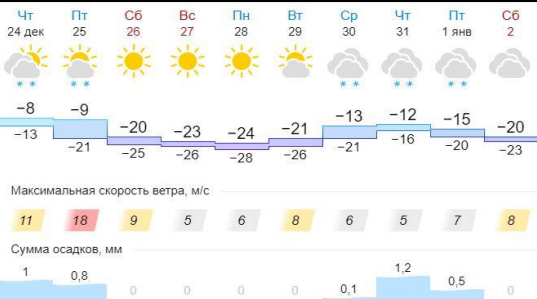 Чт Пт Сб Вс Пн Вт Ср Чт Пт Сб
24 дек 25 26 27 28 29 30 31 1 янв 2
−8 −9 −20 −23 −24 −21 −13 −12 −15 −20
−13 −21 −25 −26 −28 −26 −21 −16 −20 −23
Максимальная скорость ветра, м/с
11 18 9 5 6 8 6 5 7 8
Сумма осадков, мм
1 0,8 0 0 0 0 0,1 1,2 0,5 0